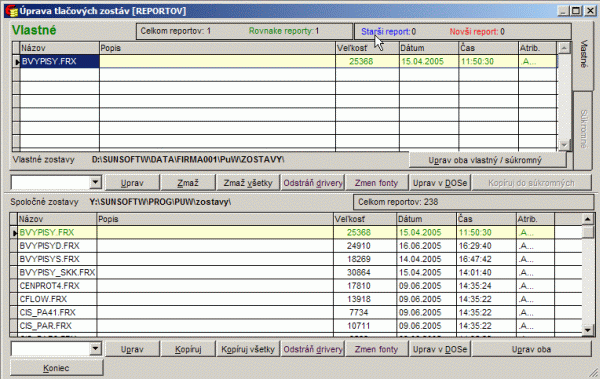 Úprava tlačových zostáv [REPORTOV]
Vlastné Celkom reportov: 1 Rovnake reporty: 1 Starší report: 0 Novši report: 0
Názov Popis Veľkosť Dátum Čas Atrib.
BVYPISY.FRX 25368 15.04.2005 11:50:30 .A...
Vlastné
Súkromné
Vlastné zostavy D:\SUNSOFTW\DATA\FIRMA001\PuW\ZOSTAVY\ Uprav oba vlastný / súkromný
Uprav Zmaž Zmaž všetky Odstráň drivery Zmen fonty Uprav v DOSe Kopíruj do súkromných
Spoločné zostavy Y:\SUNSOFTW\PROG\PUW\zostavy\ Celkom reportov: 238
Názov Popis Veľkosť Dátum Čas Atrib.
BVYPISY.FRX 25368 15.04.2005 11:50:30 .A...
BVYPISYD.FRX 24910 16.06.2005 16:29:40 .A...
BVYPISYS.FRX 18269 14.04.2005 16:47:42 .A...
BVYPISY_SKK.FRX 30864 15.04.2005 14:01:40 .A...
CENPROT4.FRX 17810 09.06.2005 14:35:24 .A...
CFLOW.FRX 13918 09.06.2005 14:35:22 .A...
CIS_PA41.FRX 7734 09.06.2005 14:35:22 .A...
CIS_PAR.FRX 10711 09.06.2005 14:35:22 .A...
Uprav Kopíruj Kopíruj všetky Odstráň drivery Zmen fonty Uprav v DOSe Uprav oba
Koniec